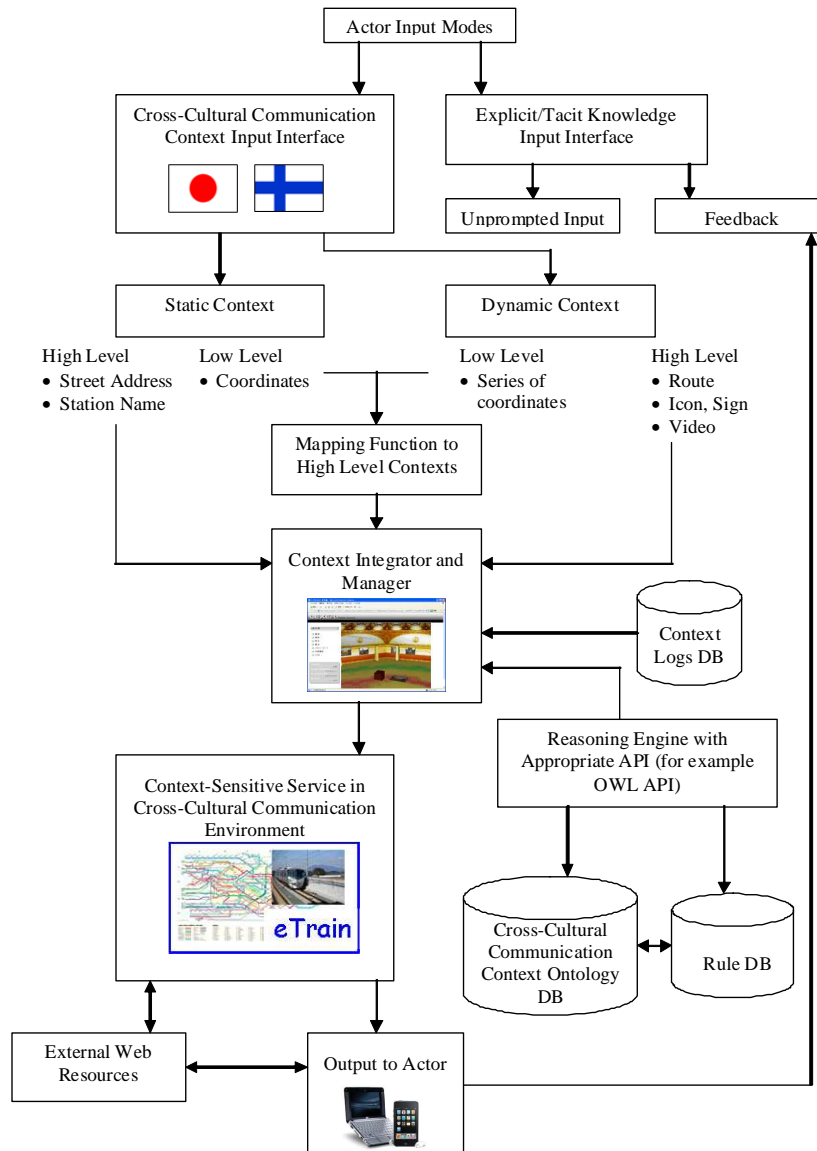 Actor Input Modes
Cross-Cultural Communication
Context Input Interface
Explicit/Tacit Knowledge
Input Interface
Unprompted Input
Feedback
Static Context
Dynamic Context
High Level
• Street Address
• Station Name
Low Level
• Coordinates
Low Level
• Series of
coordinates
High Level
• Route
• Icon, Sign
• Video
Mapping Function to
High Level Contexts
Context Integrator and
Manager
Context
Logs DB
Reasoning Engine with
Appropriate API (for example
OWL API)
Context-Sensitive Service in
Cross-Cultural Communication
Environment
eTrain
Cross-Cultural
Communication
Context Ontology
DB
Rule DB
External Web
Resources
Output to Actor